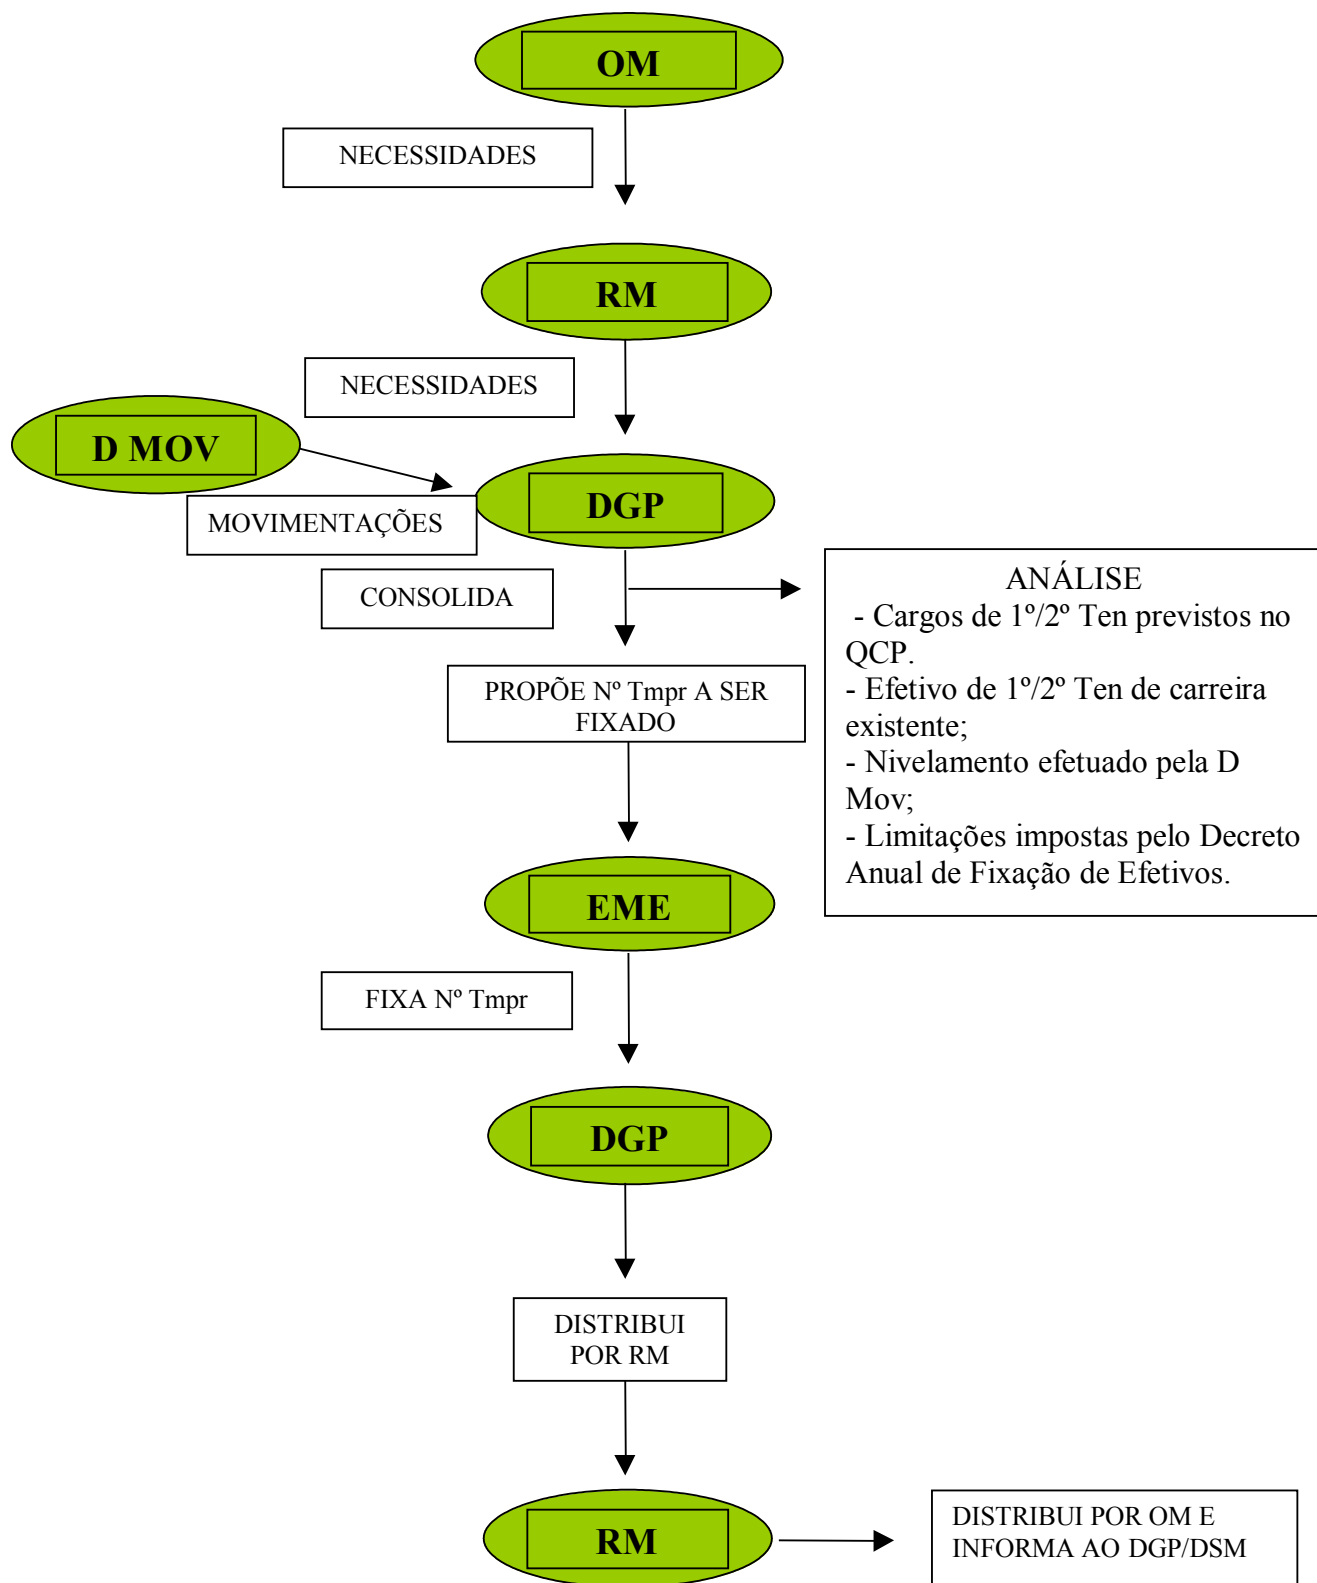 OM
NECESSIDADES
RM
NECESSIDADES
D MOV
MOVIMENTAÇÕES
DGP
CONSOLIDA
ANÁLISE
- Cargos de 1º/2º Ten previstos no
QCP.
- Efetivo de 1º/2º Ten de carreira
existente;
- Nivelamento efetuado pela D
Mov;
- Limitações impostas pelo Decreto
Anual de Fixação de Efetivos.
PROPÕE Nº Tmpr A SER
FIXADO
EME
FIXA Nº Tmpr
DGP
DISTRIBUI
POR RM
RM
DISTRIBUI POR OM E
INFORMA AO DGP/DSM